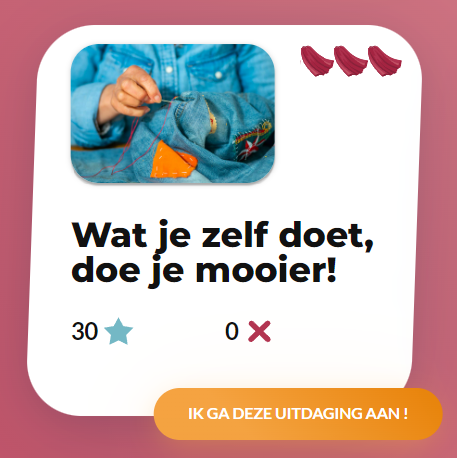 Wat je zelf doet,
doe je mooier!
30
0
IK GA DEZE UITDAGING AAN !